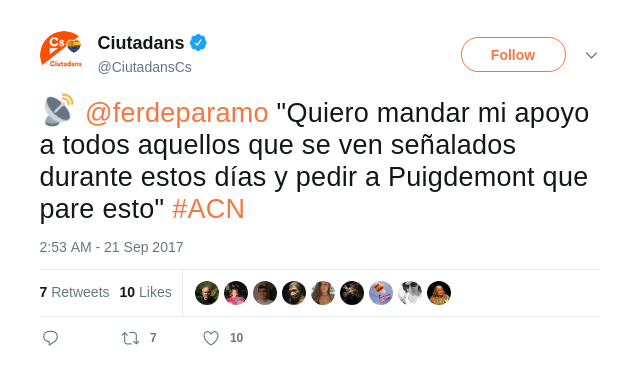 Cs
Ciutadans
Ciutadans
@CiutadansCs
Follow
@ferdeparamo "Quiero mandar mi apoyo
a todos aquellos que se ven señalados
durante estos días y pedir a Puigdemont que
pare esto" #ACN
2:53 AM - 21 Sep 2017
7 Retweets 10 Likes
7 10